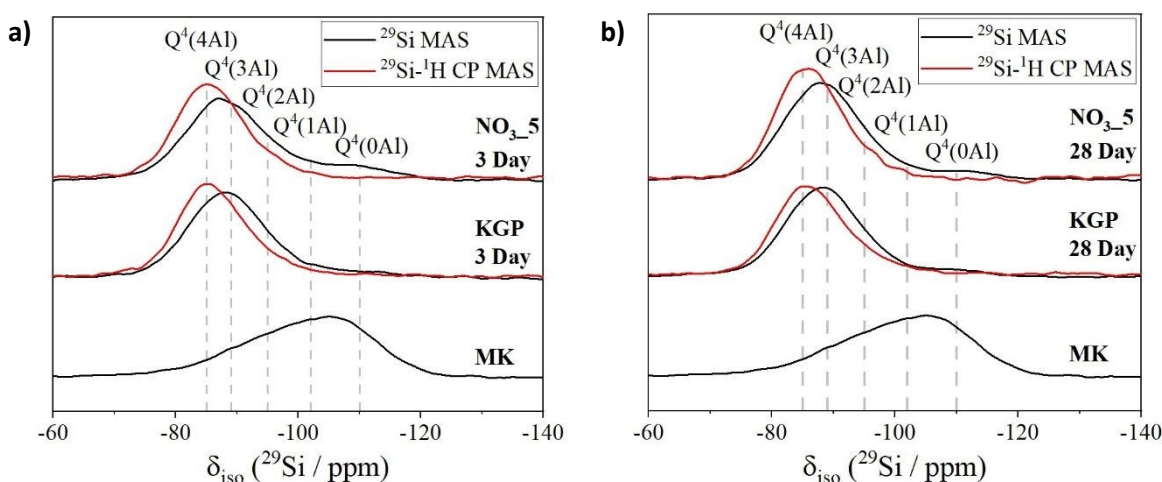 a)
Q⁴(4Al)
Q⁴(3Al)
Q⁴(2Al)
Q⁴(1Al)
Q⁴(0Al)
²⁹Si MAS
²⁹Si-¹H CP MAS
NO₃_5
3 Day
KGP
3 Day
MK
-60 -80 -100 -120 -140
δiso (²⁹Si / ppm)
b)
Q⁴(4Al)
Q⁴(3Al)
Q⁴(2Al)
Q⁴(1Al)
Q⁴(0Al)
²⁹Si MAS
²⁹Si-¹H CP MAS
NO₃_5
28 Day
KGP
28 Day
MK
-60 -80 -100 -120 -140
δiso (²⁹Si / ppm)